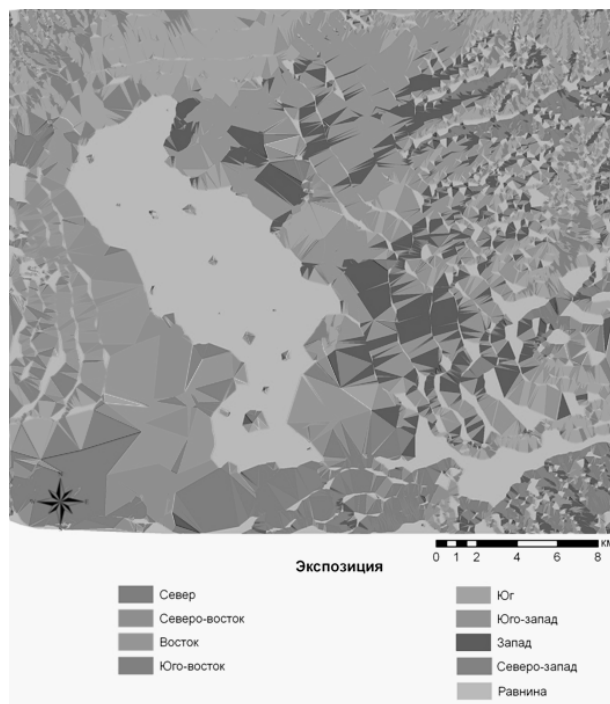 км
0 1 2 4 6 8
Экспозиция
Север
Северо-восток
Восток
Юго-восток
Юг
Юго-запад
Запад
Северо-запад
Равнина